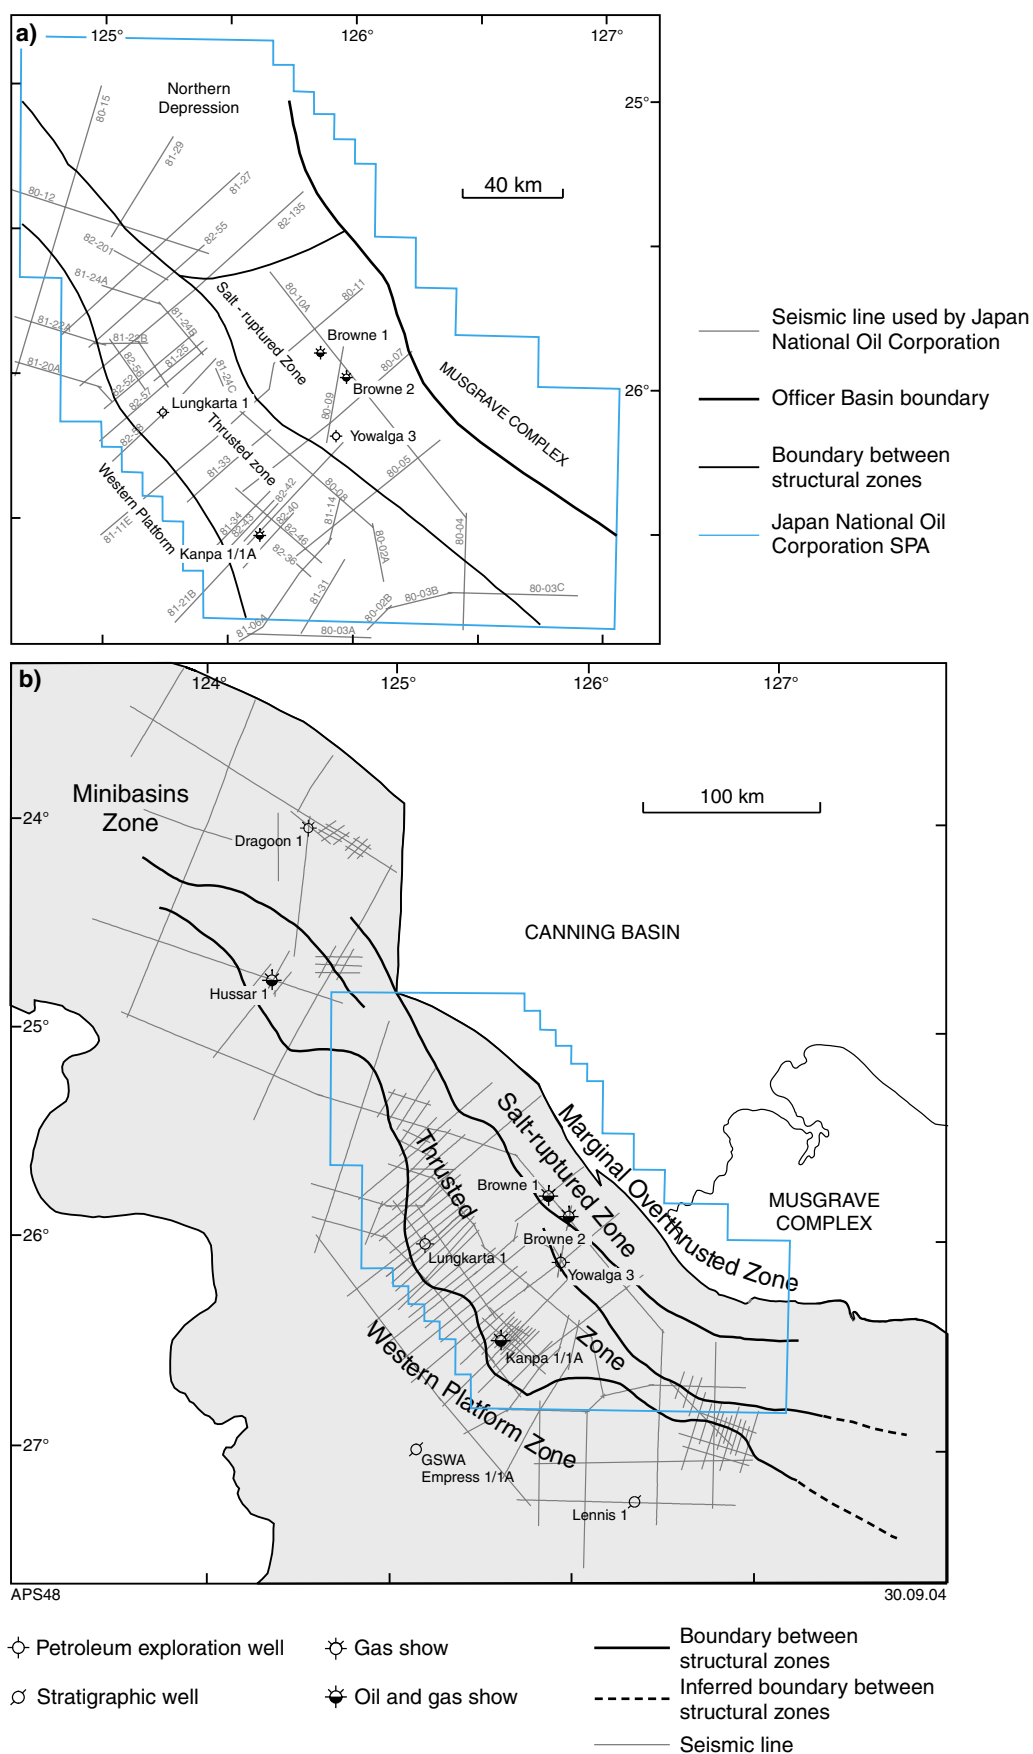 a)
125°
126°
127°
Northern
Depression
25°
80-15
81-29
81-27
82-135
80-12
82-55
82-201
81-24A
40 km
Salt - ruptured Zone
80-10A
80-11
81-22A
81-22B
81-24B
81-25
82-56
Browne 1
80-07
81-20A
82-52
82-57
81-24C
Browne 2
26°
MUSGRAVE COMPLEX
Lungkarta 1
80-09
82-58
Thrusted zone
Yowalga 3
81-33
80-05
Western Platform
82-42
80-08
82-40
81-14
81-34
82-43
82-46
80-04
81-11E
Kanpa 1/1A
82-36
80-02A
81-21B
81-31
80-02B
80-03B
80-03C
81-06A
80-03A
Seismic line used by Japan
National Oil Corporation
Officer Basin boundary
Boundary between
structural zones
Japan National Oil
Corporation SPA
b)
124°
125°
126°
127°
Minibasins
Zone
100 km
24°
Dragoon 1
CANNING BASIN
Hussar 1
25°
Salt-ruptured Zone
Marginal Overthrusted Zone
Thrusted
Zone
Browne 1
MUSGRAVE
COMPLEX
26°
Browne 2
Lungkarta 1
Yowalga 3
Kanpa 1/1A
Western Platform Zone
27°
GSWA
Empress 1/1A
Lennis 1
APS48
30.09.04
Petroleum exploration well
Gas show
Boundary between
structural zones
Stratigraphic well
Oil and gas show
Inferred boundary between
structural zones
Seismic line